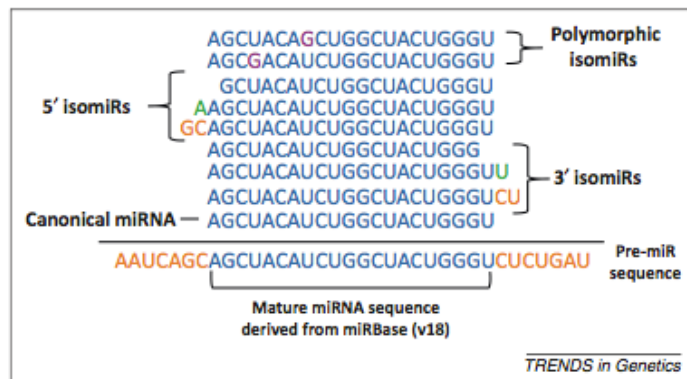 AGCUACAGCUGGCUACUGGGU
Polymorphic
isomiRs
AGCGACAUCUGGCUACUGGGU
GCUACAUCUGGCUACUGGGU
5′ isomiRs
AAGCUACAUCUGGCUACUGGGU
GCAGCUACAUCUGGCUACUGGGU
AGCUACAUCUGGCUACUGGG
AGCUACAUCUGGCUACUGGGUU
3′ isomiRs
AGCUACAUCUGGCUACUGGGUCU
Canonical miRNA
AGCUACAUCUGGCUACUGGGU
AAUCAGCAGCUACAUCUGGCUACUGGGUCUCUGAU
Pre-miR
sequence
Mature miRNA sequence
derived from miRBase (v18)
TRENDS in Genetics